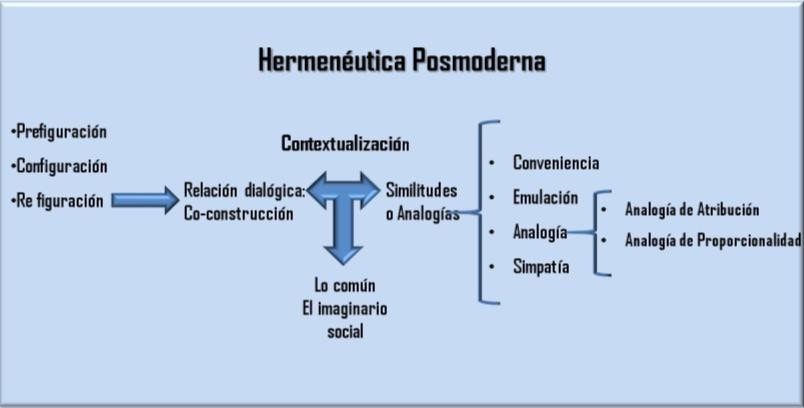 Hermenéutica Posmoderna
•Prefiguración
•Configuración
•Re figuración
Contextualización
Relación dialógica:
Co-construcción
Similitudes
o Analogías
Lo común
El imaginario
social
• Conveniencia
• Emulación
• Analogía
• Simpatía
• Analogía de Atribución
• Analogía de Proporcionalidad